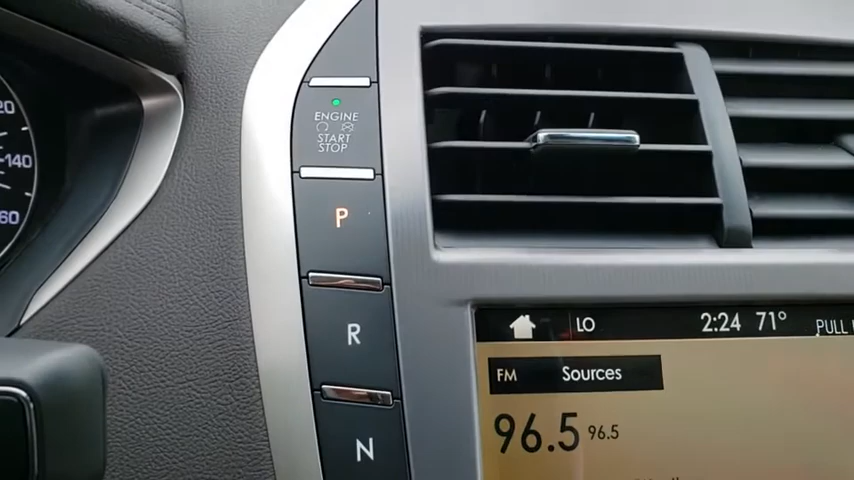 20
140
60
ENGINE
START
STOP
P
R
N
LO 2:24 71° PULL
FM Sources
96.5 96.5